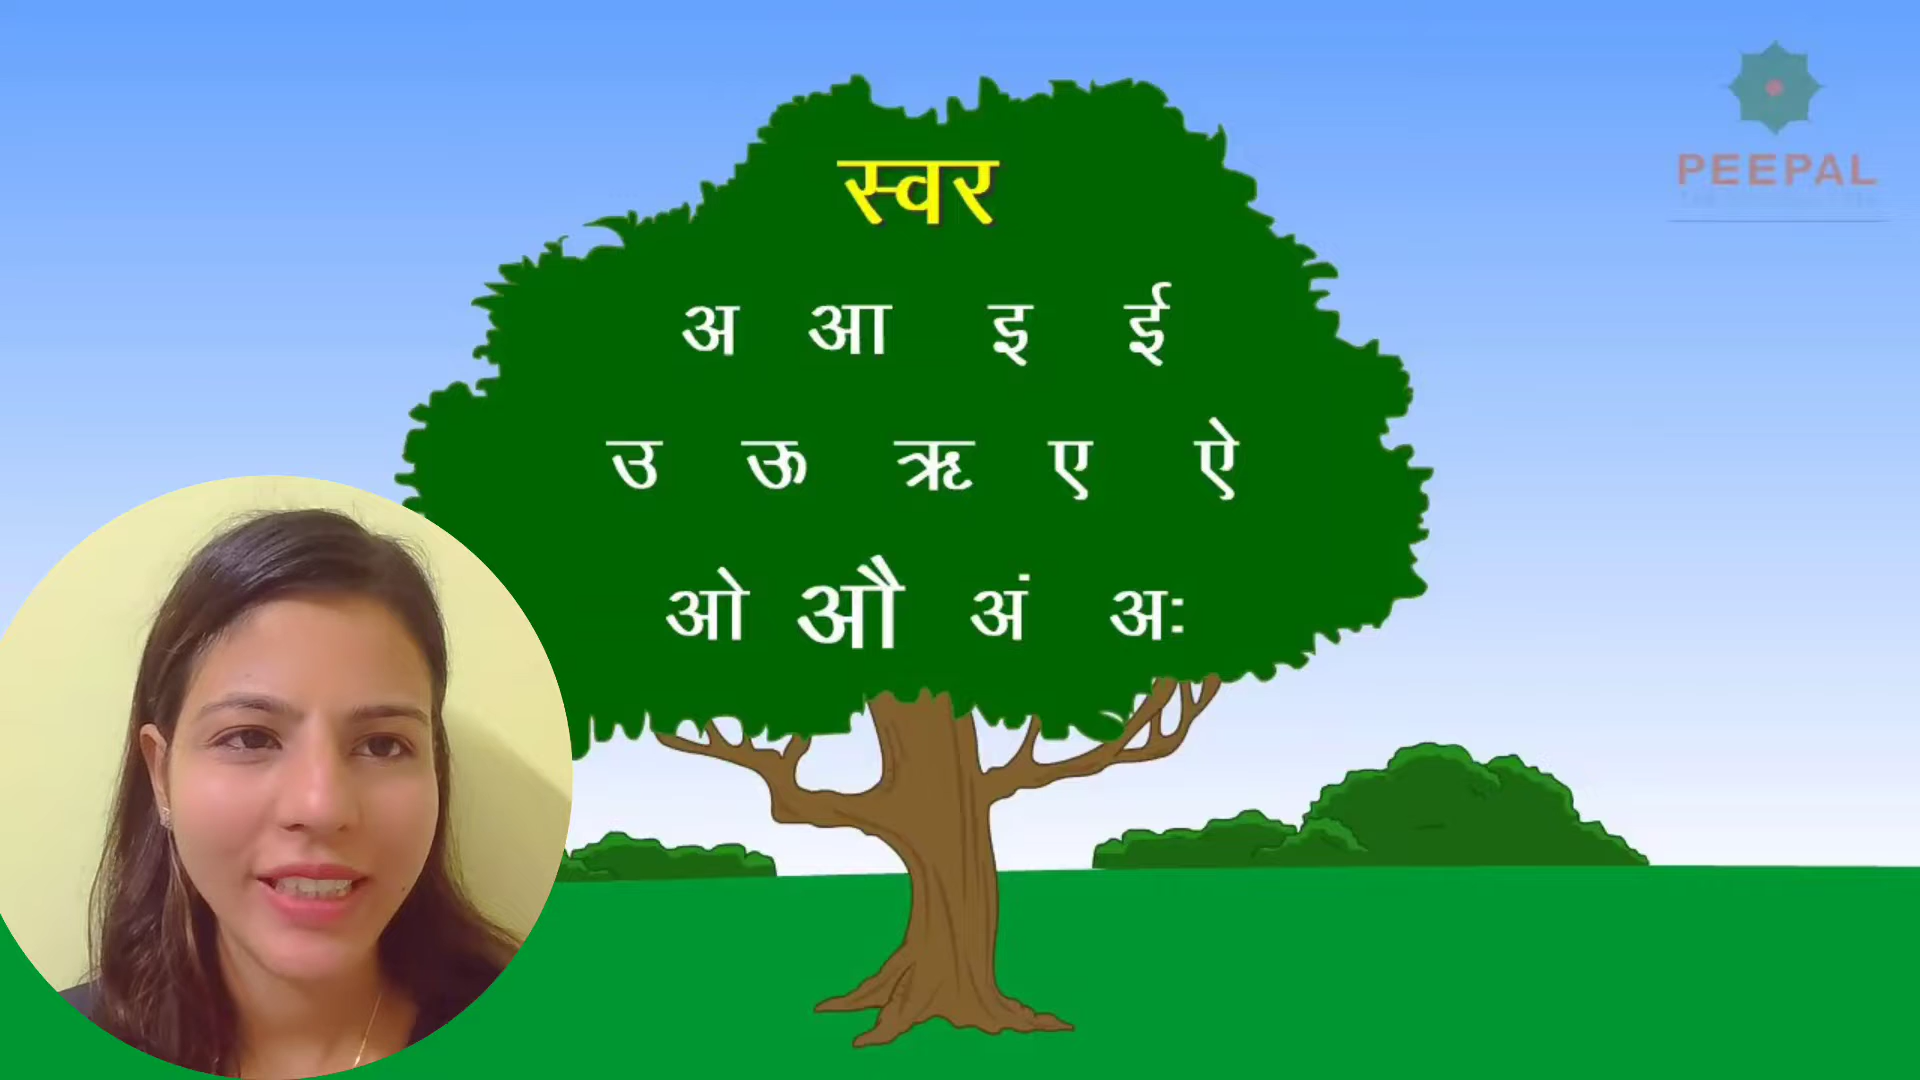 PEEPAL
स्वर
अ आ इ ई
उ ऊ ऋ ए ऐ
ओ औ अं अः